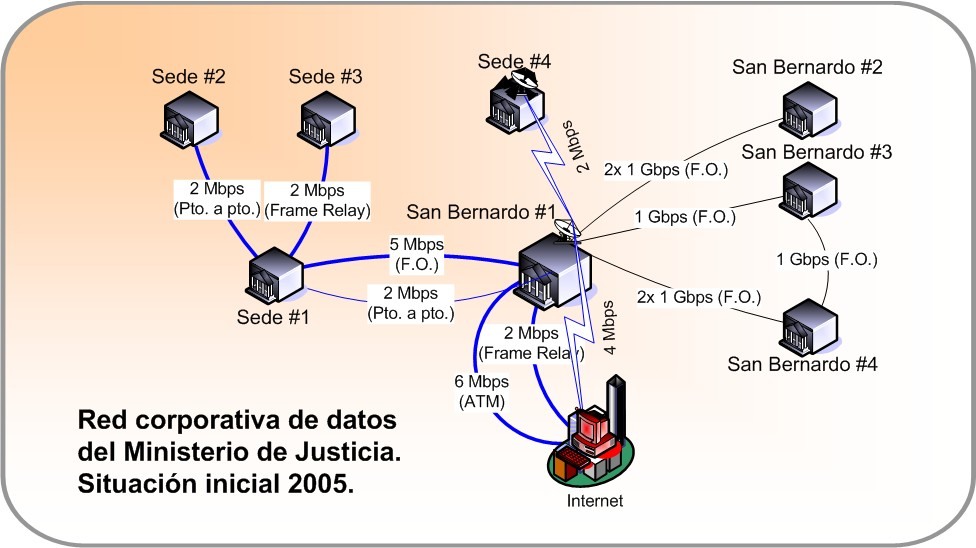 Sede #4
San Bernardo #2
Sede #2
Sede #3
2 Mbps
San Bernardo #3
2x 1 Gbps (F.O.)
2 Mbps
(Pto. a pto.)
2 Mbps
(Frame Relay)
San Bernardo #1
1 Gbps (F.O.)
5 Mbps
(F.O.)
1 Gbps (F.O.)
2 Mbps
(Pto. a pto.)
2x 1 Gbps (F.O.)
Sede #1
4 Mbps
2 Mbps
(Frame Relay)
San Bernardo #4
6 Mbps
(ATM)
Red corporativa de datos
del Ministerio de Justicia.
Situación inicial 2005.
Internet